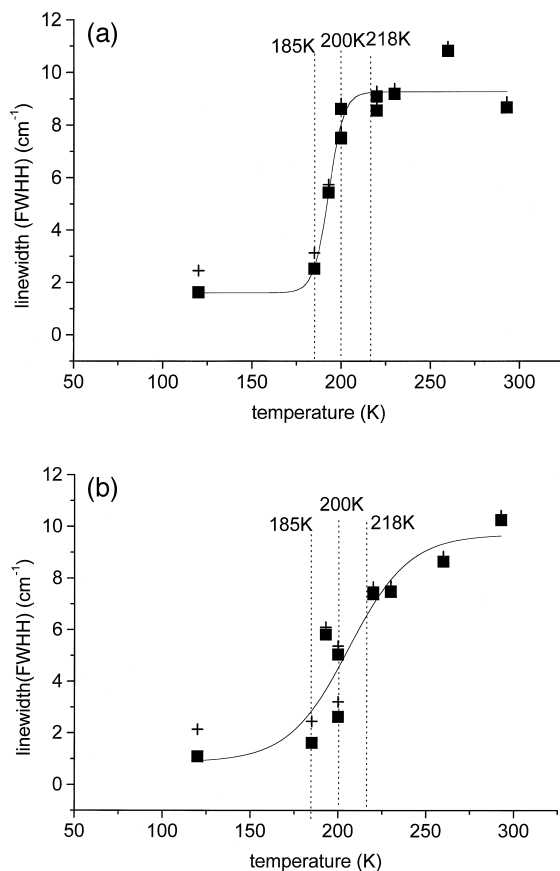 (a)
185K
200K
218K
linewidth (FWHH) (cm⁻¹)
12
10
8
6
4
2
0
50
100
150
200
250
300
temperature (K)
(b)
200K
185K
218K
linewidth(FWHH) (cm⁻¹)
12
10
8
6
4
2
0
50
100
150
200
250
300
temperature (K)